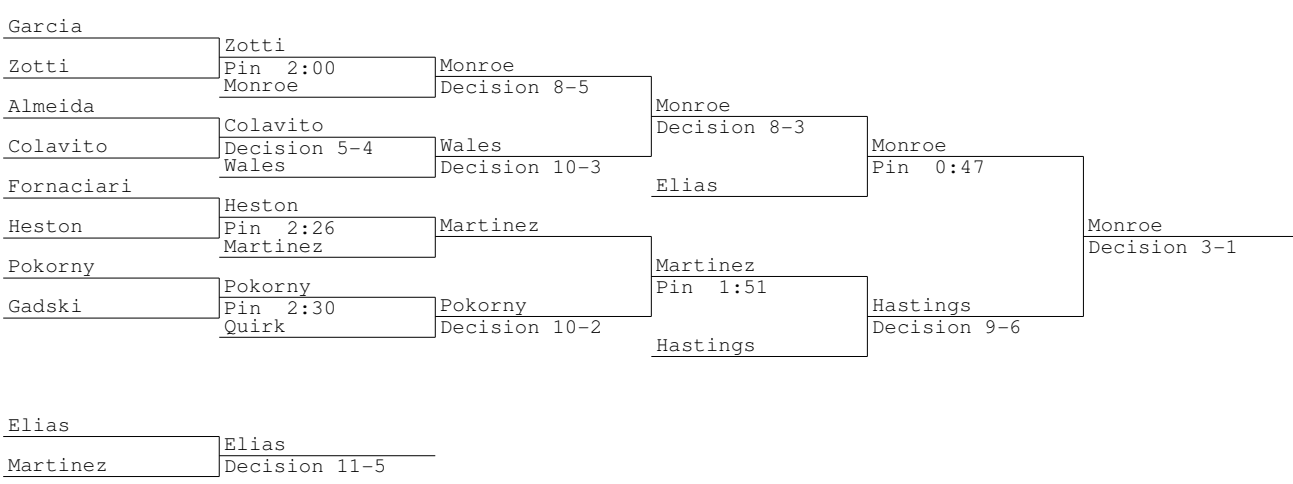 Garcia
Zotti
Zotti
Pin  2:00
Monroe
Monroe
Decision 8-5
Almeida
Colavito
Colavito
Decision 5-4
Wales
Wales
Decision 10-3
Monroe
Decision 8-3
Elias
Monroe
Pin  0:47
Fornaciari
Heston
Heston
Pin  2:26
Martinez
Martinez
Pokorny
Gadski
Pokorny
Pin  2:30
Quirk
Pokorny
Decision 10-2
Martinez
Pin  1:51
Hastings
Hastings
Decision 9-6
Monroe
Decision 3-1
Elias
Martinez
Elias
Decision 11-5